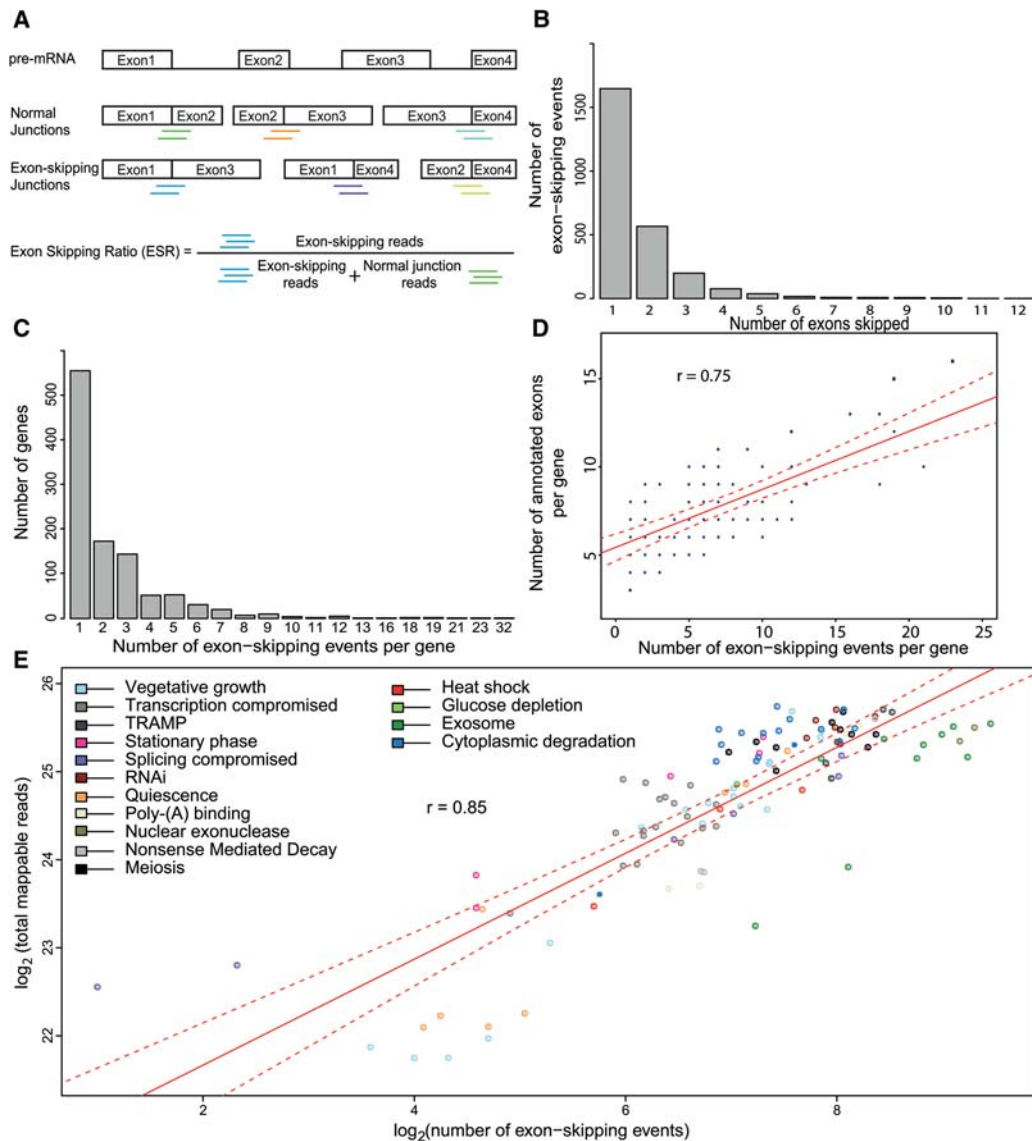 A
pre-mRNA
Exon1 Exon2 Exon3 Exon4
Normal
Junctions
Exon1 Exon2 Exon2 Exon3 Exon3 Exon4
Exon-skipping
Junctions
Exon1 Exon3 Exon1 Exon4 Exon2 Exon4
Exon Skipping Ratio (ESR) =
Exon-skipping reads
Exon-skipping
reads
+
Normal junction
reads
B
Number of
exon-skipping events
0 500 1500
1 2 3 4 5 6 7 8 9 10 11 12
Number of exons skipped
C
Number of genes
0 100 200 300 400 500
1 2 3 4 5 6 7 8 9 10 11 12 13 16 18 19 21 23 32
Number of exon-skipping events per gene
D
r = 0.75
Number of annotated exons
per gene
5 10 15
0 5 10 15 20 25
Number of exon-skipping events per gene
E
Vegetative growth
Transcription compromised
TRAMP
Stationary phase
Splicing compromised
RNAi
Quiescence
Poly-(A) binding
Nuclear exonuclease
Nonsense Mediated Decay
Meiosis
Heat shock
Glucose depletion
Exosome
Cytoplasmic degradation
r = 0.85
log2 (total mappable reads)
22 23 24 25 26
2 4 6 8
log2(number of exon-skipping events)